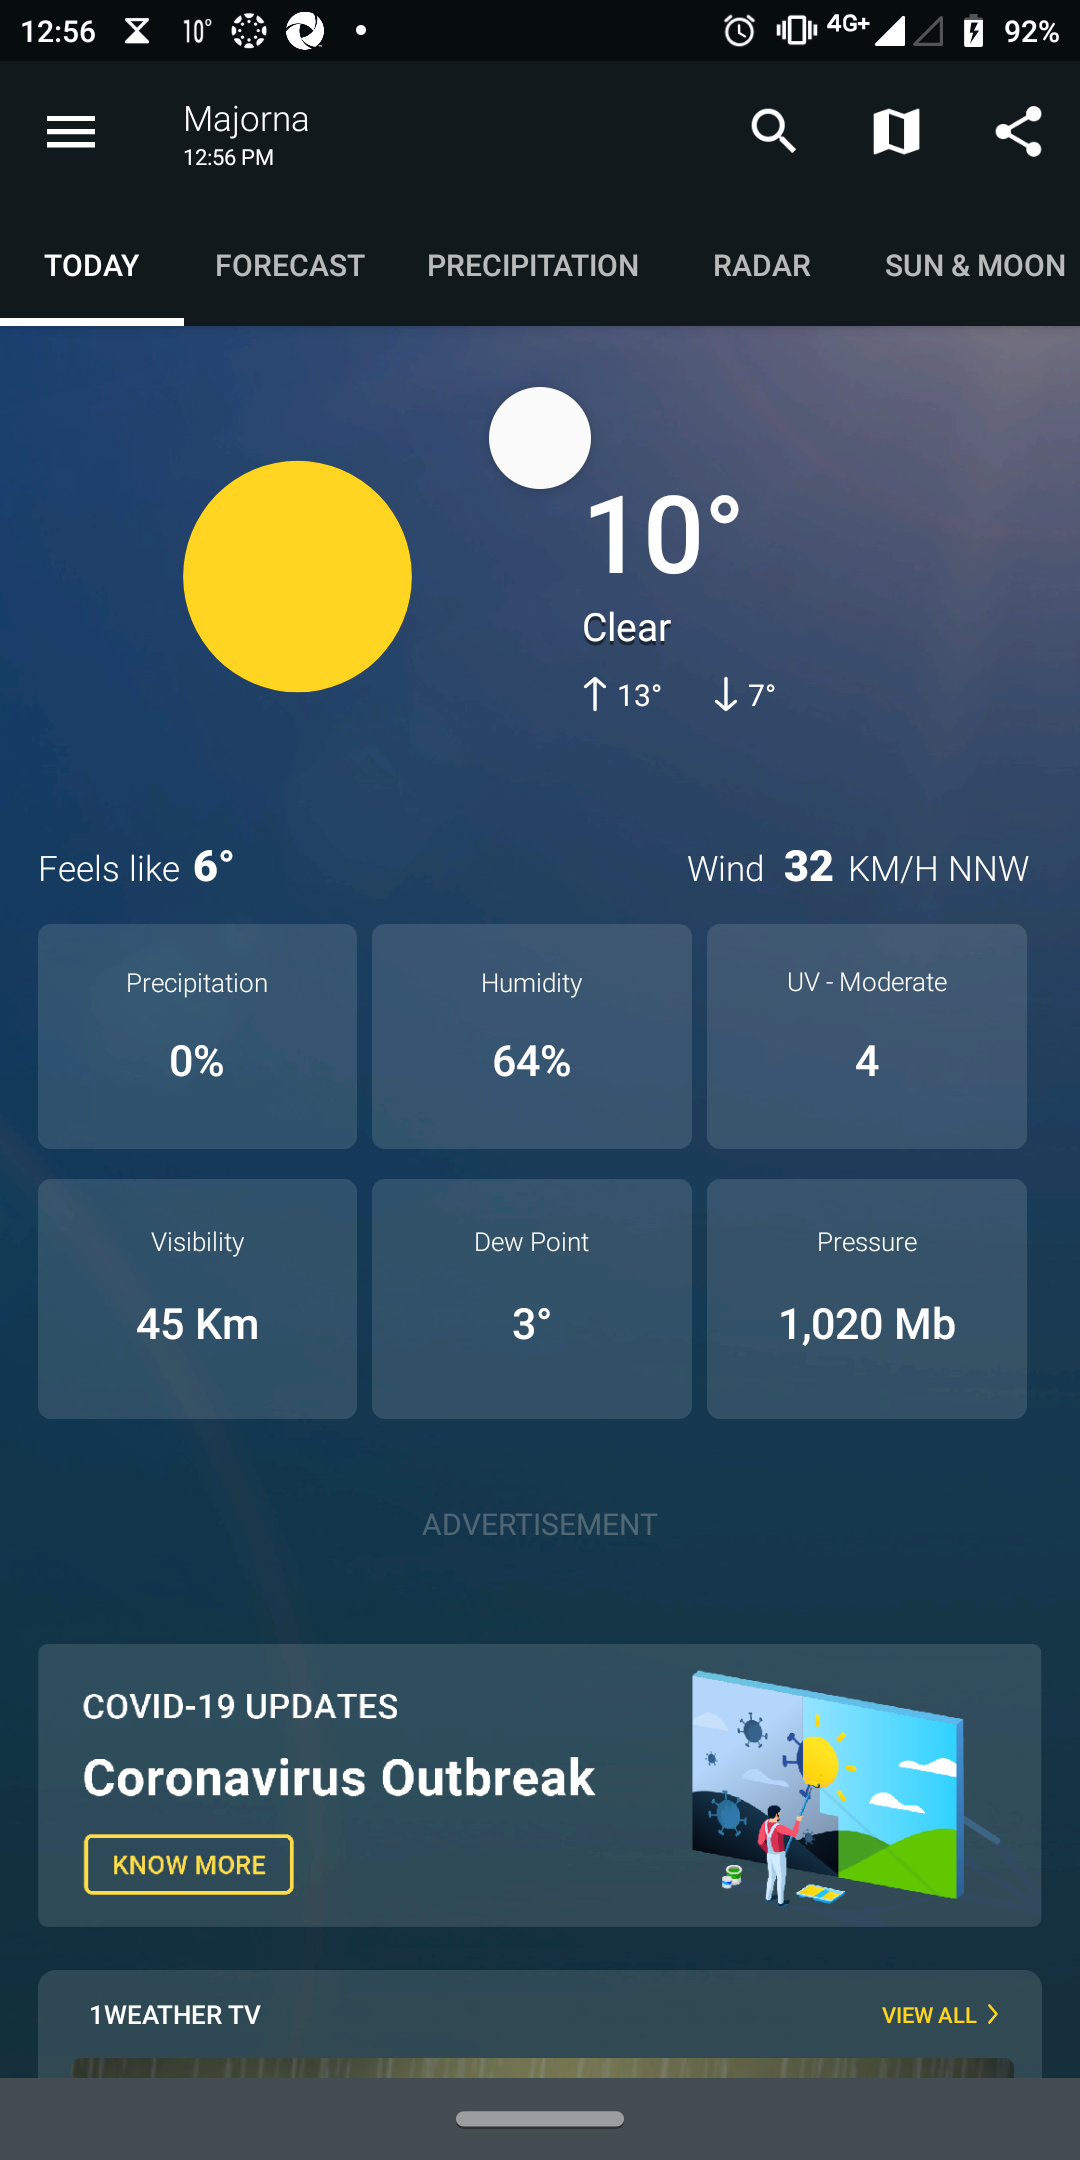 12:56 10° 4G+ 92%
Majorna
12:56 PM
TODAY FORECAST PRECIPITATION RADAR SUN & MOON
10°
Clear
↑ 13° ↓ 7°
Feels like 6° Wind 32 KM/H NNW
Precipitation Humidity UV - Moderate
0% 64% 4
Visibility Dew Point Pressure
45 Km 3° 1,020 Mb
ADVERTISEMENT
COVID-19 UPDATES
Coronavirus Outbreak
KNOW MORE
1WEATHER TV VIEW ALL